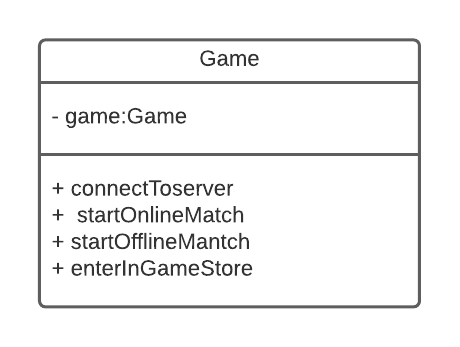 Game
- game:Game
+ connectToserver
+ startOnlineMatch
+ startOfflineMantch
+ enterInGameStore